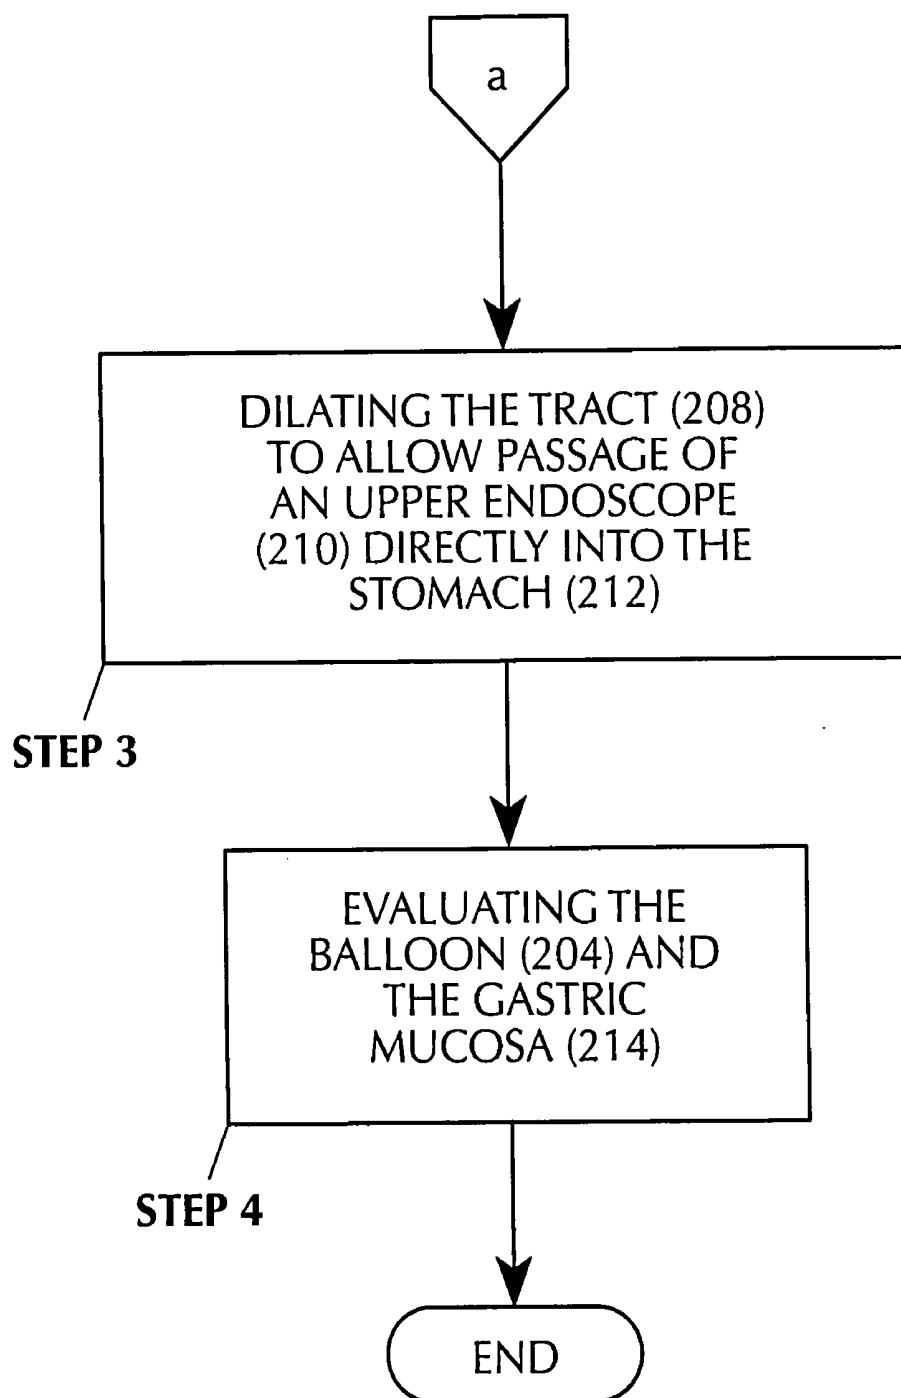 a
DILATING THE TRACT (208)
TO ALLOW PASSAGE OF
AN UPPER ENDOSCOPE
(210) DIRECTLY INTO THE
STOMACH (212)
STEP 3
EVALUATING THE
BALLOON (204) AND
THE GASTRIC
MUCOSA (214)
STEP 4
END